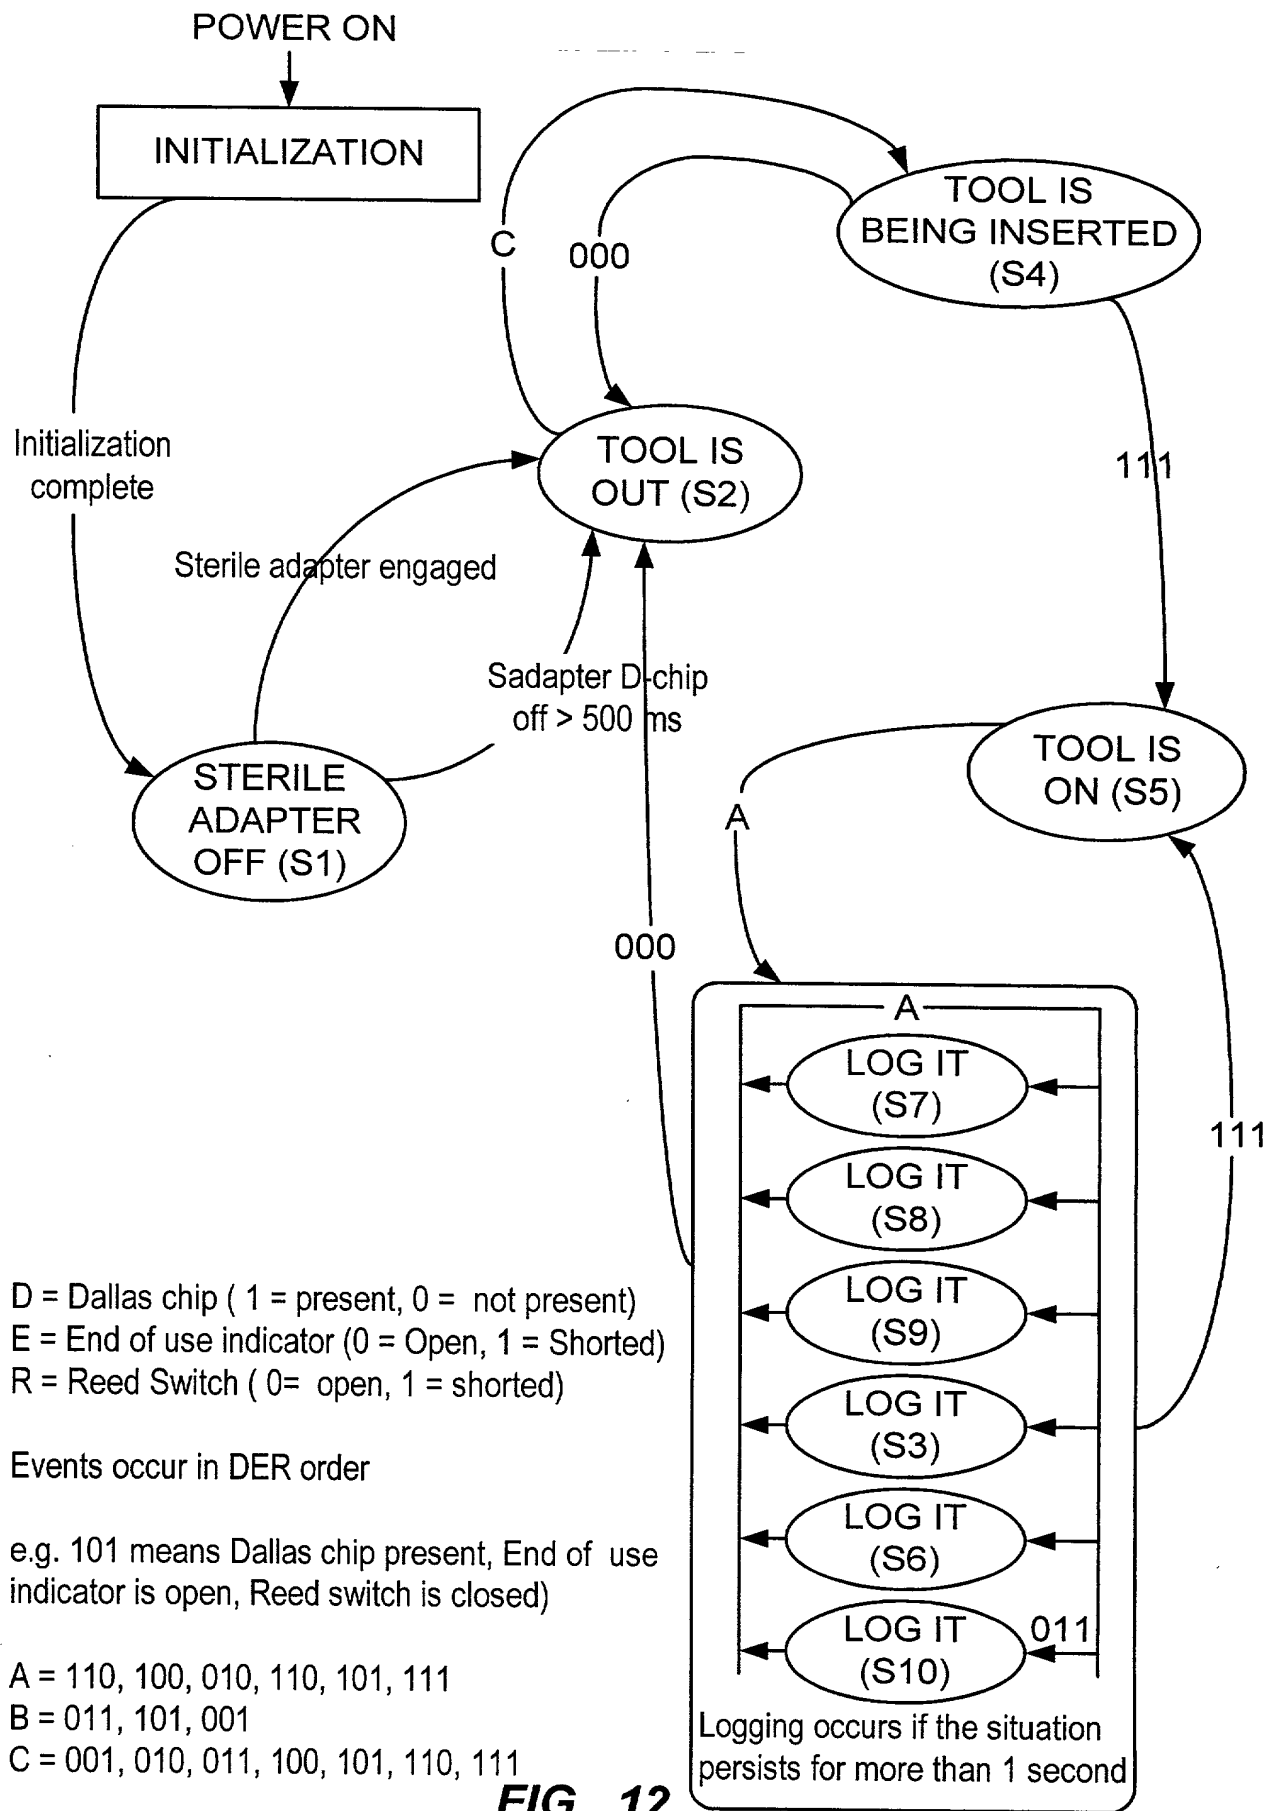 POWER ON
INITIALIZATION
TOOL IS
BEING INSERTED
(S4)
C
000
Initialization
complete
TOOL IS
OUT (S2)
111
Sterile adapter engaged
Sadapter D-chip
off > 500 ms
STERILE
ADAPTER
OFF (S1)
TOOL IS
ON (S5)
A
000
A
LOG IT
(S7)
LOG IT
(S8)
LOG IT
(S9)
LOG IT
(S3)
LOG IT
(S6)
LOG IT
(S10)
011
111
Logging occurs if the situation
persists for more than 1 second
D = Dallas chip ( 1 = present, 0 = not present)
E = End of use indicator (0 = Open, 1 = Shorted)
R = Reed Switch ( 0= open, 1 = shorted)
Events occur in DER order
e.g. 101 means Dallas chip present, End of use
indicator is open, Reed switch is closed)
A = 110, 100, 010, 110, 101, 111
B = 011, 101, 001
C = 001, 010, 011, 100, 101, 110, 111
FIG. 12